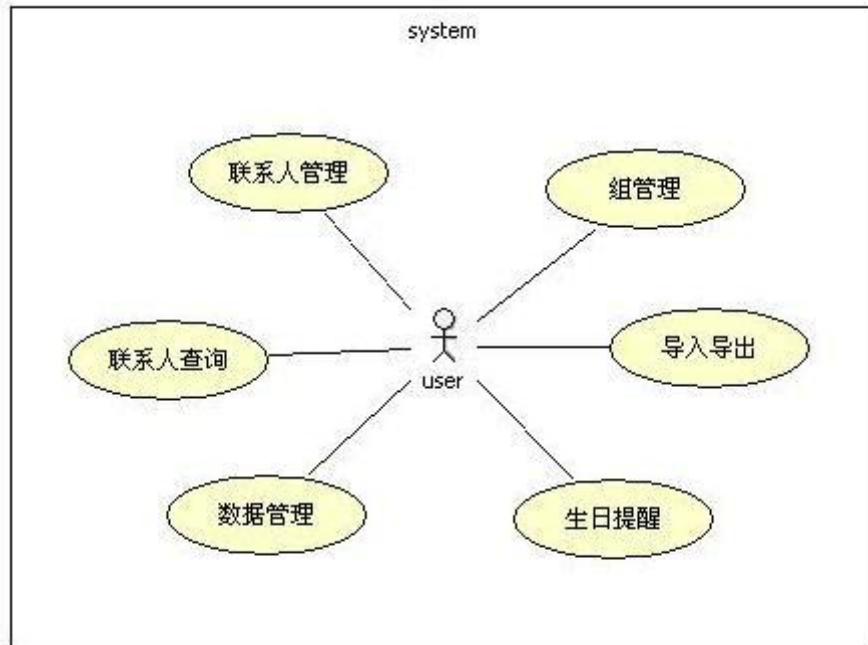 system
联系人管理
组管理
联系人查询
导入导出
user
数据管理
生日提醒